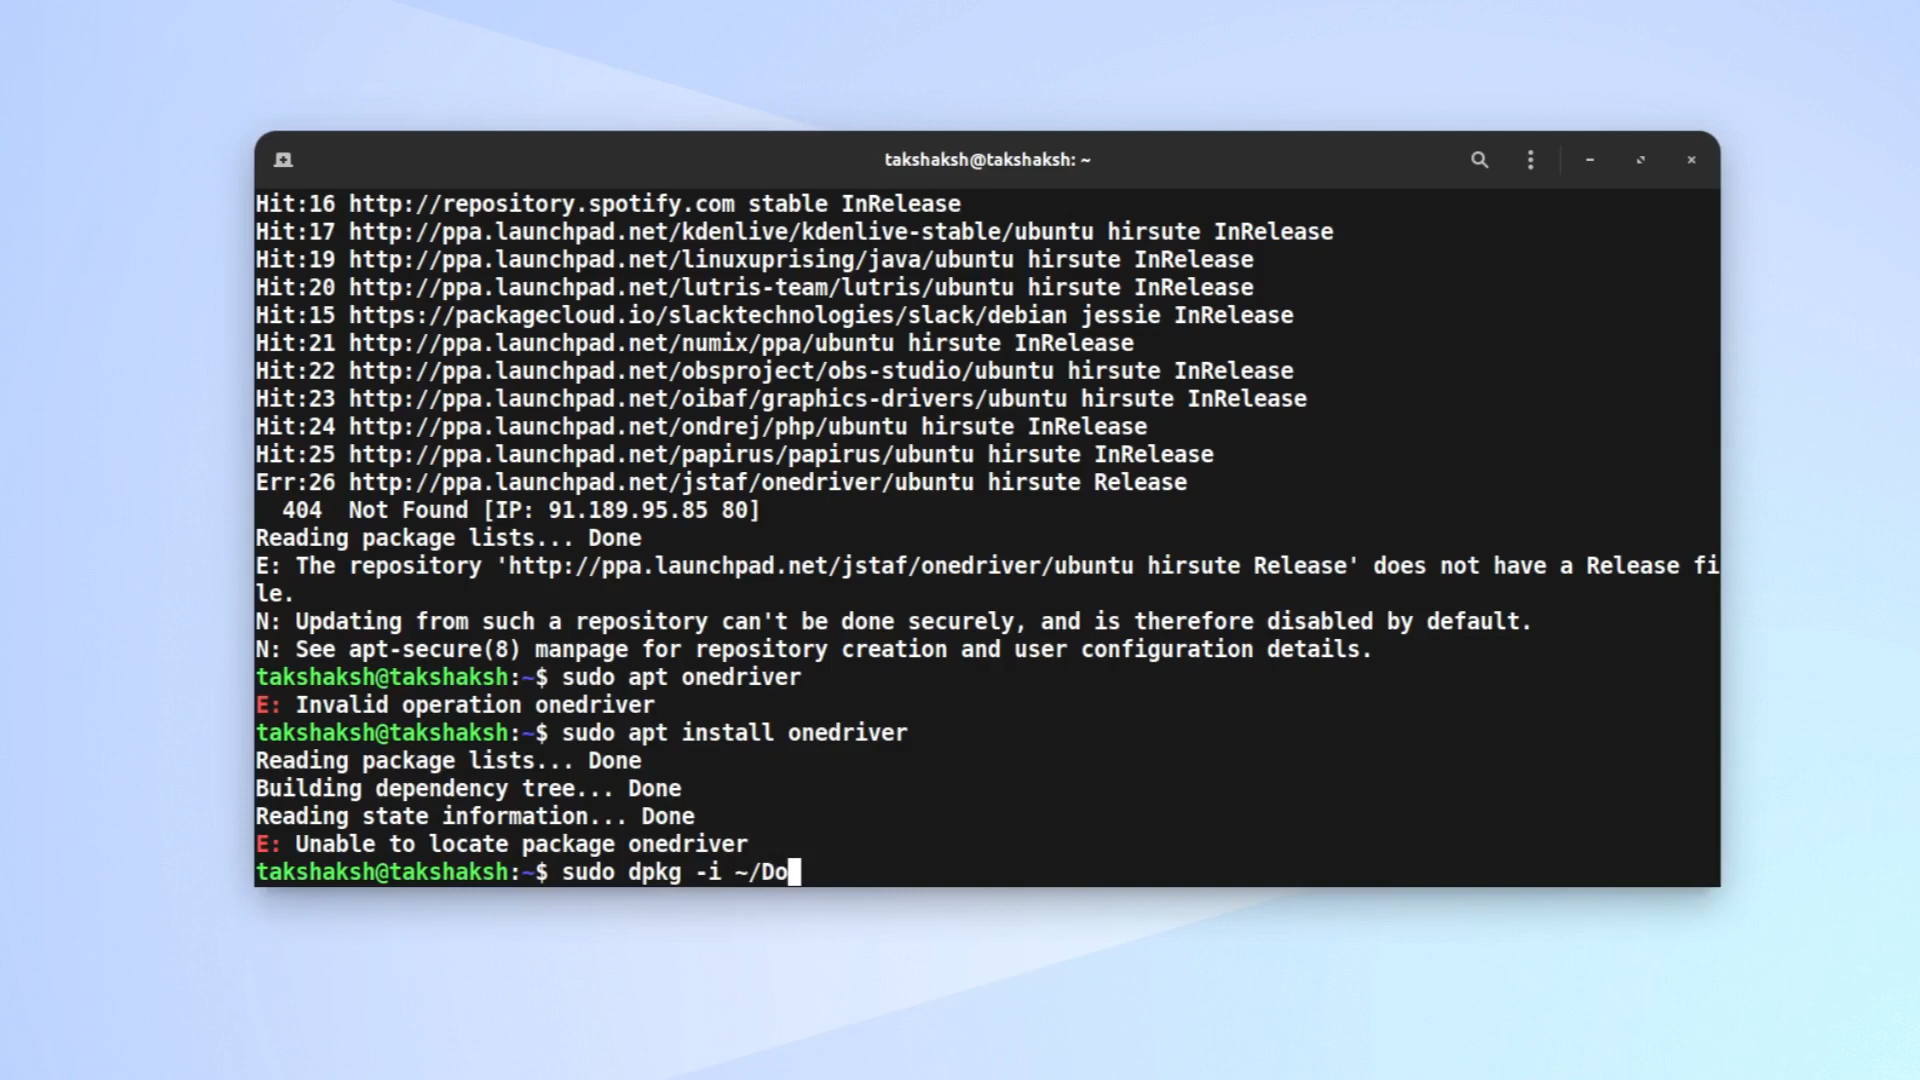 takshaksh@takshaksh: ~
Hit:16 http://repository.spotify.com stable InRelease
Hit:17 http://ppa.launchpad.net/kdenlive/kdenlive-stable/ubuntu hirsute InRelease
Hit:19 http://ppa.launchpad.net/linuxuprising/java/ubuntu hirsute InRelease
Hit:20 http://ppa.launchpad.net/lutris-team/lutris/ubuntu hirsute InRelease
Hit:15 https://packagecloud.io/slacktechnologies/slack/debian jessie InRelease
Hit:21 http://ppa.launchpad.net/numix/ppa/ubuntu hirsute InRelease
Hit:22 http://ppa.launchpad.net/obsproject/obs-studio/ubuntu hirsute InRelease
Hit:23 http://ppa.launchpad.net/oibaf/graphics-drivers/ubuntu hirsute InRelease
Hit:24 http://ppa.launchpad.net/ondrej/php/ubuntu hirsute InRelease
Hit:25 http://ppa.launchpad.net/papirus/papirus/ubuntu hirsute InRelease
Err:26 http://ppa.launchpad.net/jstaf/onedriver/ubuntu hirsute Release
  404  Not Found [IP: 91.189.95.85 80]
Reading package lists... Done
E: The repository 'http://ppa.launchpad.net/jstaf/onedriver/ubuntu hirsute Release' does not have a Release fi
le.
N: Updating from such a repository can't be done securely, and is therefore disabled by default.
N: See apt-secure(8) manpage for repository creation and user configuration details.
takshaksh@takshaksh:~$ sudo apt onedriver
E: Invalid operation onedriver
takshaksh@takshaksh:~$ sudo apt install onedriver
Reading package lists... Done
Building dependency tree... Done
Reading state information... Done
E: Unable to locate package onedriver
takshaksh@takshaksh:~$ sudo dpkg -i ~/Do